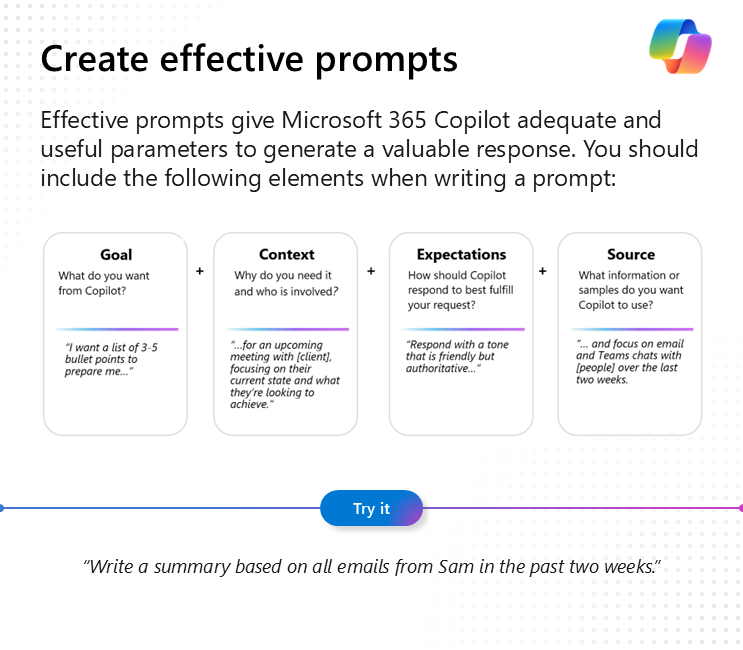 Create effective prompts
Effective prompts give Microsoft 365 Copilot adequate and
useful parameters to generate a valuable response. You should
include the following elements when writing a prompt:
Goal
What do you want
from Copilot?
"I want a list of 3-5
bullet points to
prepare me..."
+
Context
Why do you need it
and who is involved?
"...for an upcoming
meeting with [client],
focusing on their
current state and what
they're looking to
achieve."
+
Expectations
How should Copilot
respond to best fulfill
your request?
"Respond with a tone
that is friendly but
authoritative..."
+
Source
What information or
samples do you want
Copilot to use?
"... and focus on email
and Teams chats with
[people] over the last
two weeks.
Try it
“Write a summary based on all emails from Sam in the past two weeks.”